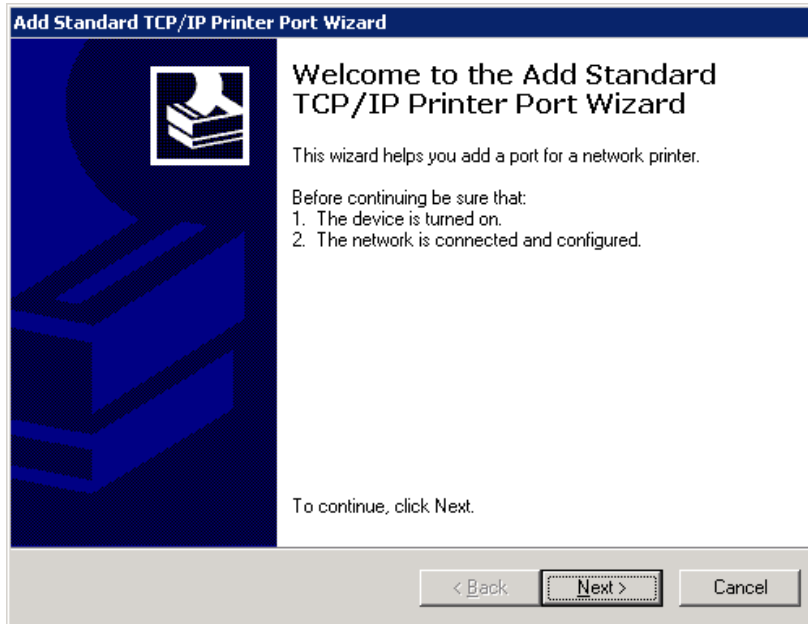 Add Standard TCP/IP Printer Port Wizard
Welcome to the Add Standard
TCP/IP Printer Port Wizard
This wizard helps you add a port for a network printer.
Before continuing be sure that:
1. The device is turned on.
2. The network is connected and configured.
To continue, click Next.
< Back
Next >
Cancel